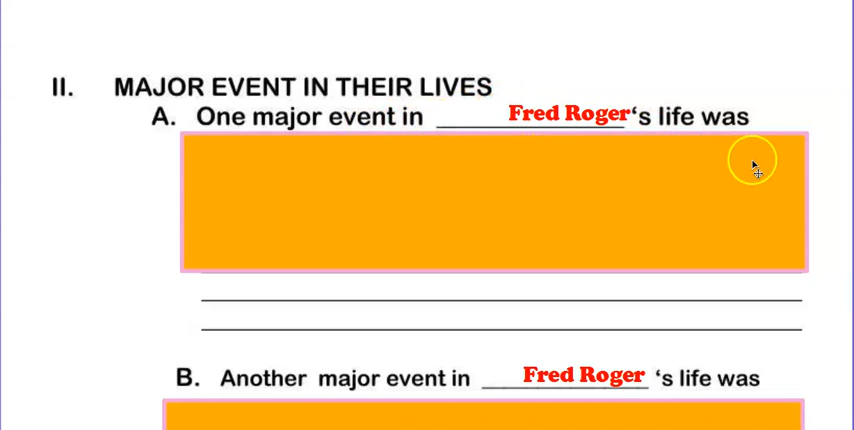 II. MAJOR EVENT IN THEIR LIVES
A. One major event in Fred Roger‘s life was
B. Another major event in Fred Roger ‘s life was